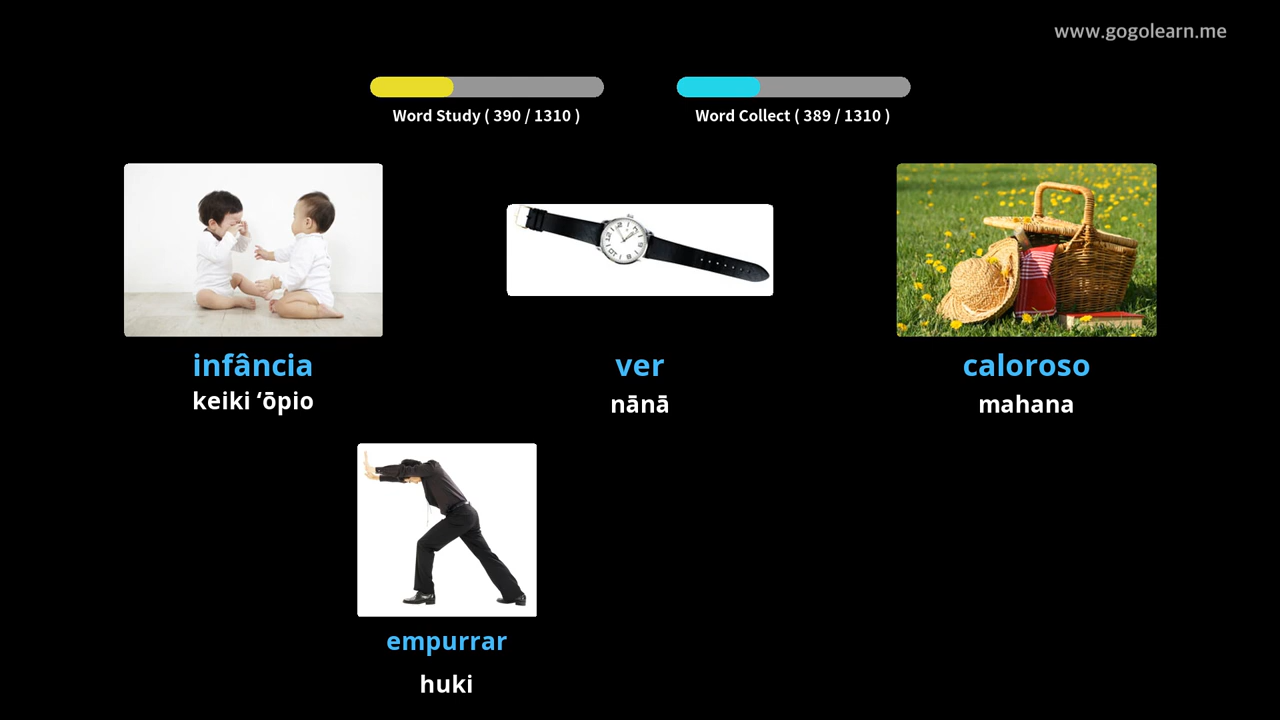 www.gogolearn.me
Word Study ( 390 / 1310 )
Word Collect ( 389 / 1310 )
infância
keiki ʻōpio
ver
nānā
caloroso
mahana
empurrar
huki